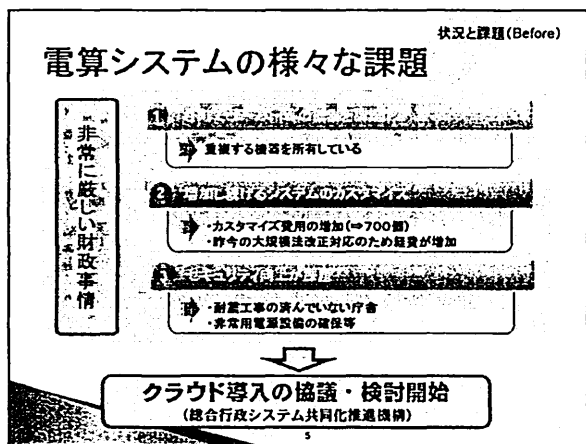 状況と課題(Before)
電算システムの様々な課題
非常に厳しい財政事情
重複する機器を所有している
② 増加し続けるシステムのカスタマイズ
・カスタマイズ費用の増加(⇒700個)
・昨今の大規模法改正対応のため経費が増加
・耐震工事の済んでいない庁舎
・非常用電源設備の確保等
クラウド導入の協議・検討開始
(総合行政システム共同化推進機構)
5